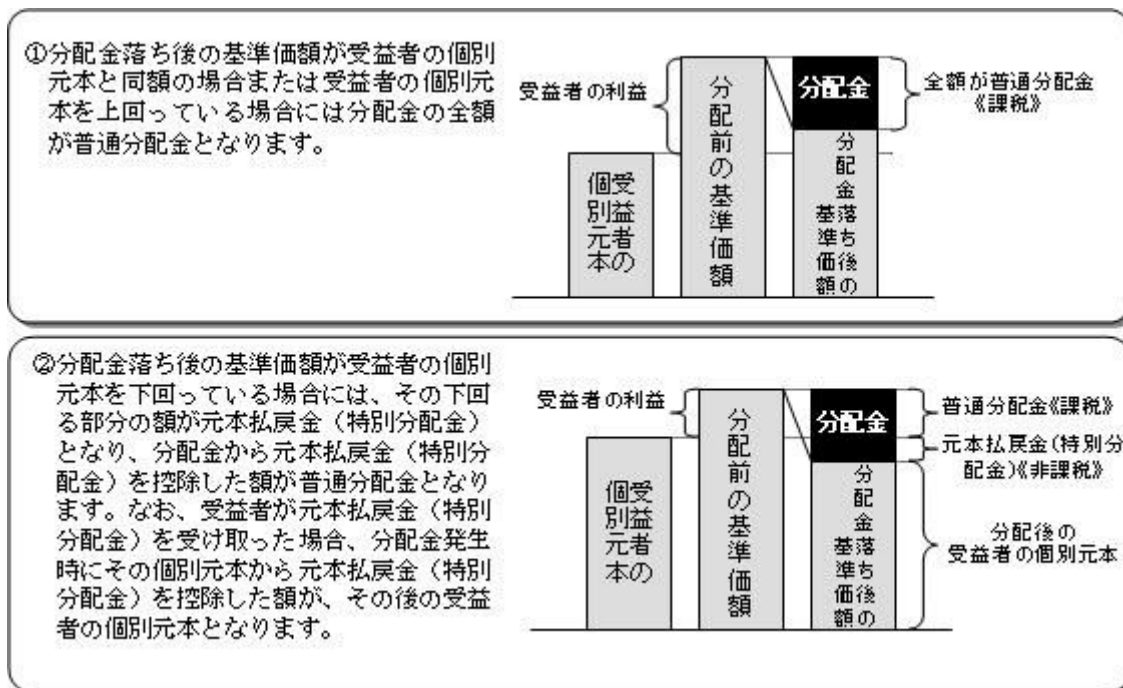 ①分配金落ち後の基準価額が受益者の個別
元本と同額の場合または受益者の個別元
本を上回っている場合には分配金の全額
が普通分配金となります。
受益者の利益
受益者の
個別元本
分配前の基準価額
分配金
分配金落ち後の
基準価額
全額が普通分配金
《課税》
②分配金落ち後の基準価額が受益者の個別
元本を下回っている場合には、その下回
る部分の額が元本払戻金（特別分配金）
となり、分配金から元本払戻金（特別分
配金）を控除した額が普通分配金となり
ます。なお、受益者が元本払戻金（特別
分配金）を受け取った場合、分配金発生
時にその個別元本から元本払戻金（特別
分配金）を控除した額が、その後の受益
者の個別元本となります。
受益者の利益
受益者の
個別元本
分配前の基準価額
分配金
分配金落ち後の
基準価額
普通分配金《課税》
元本払戻金（特別分
配金）《非課税》
分配後の
受益者の個別元本